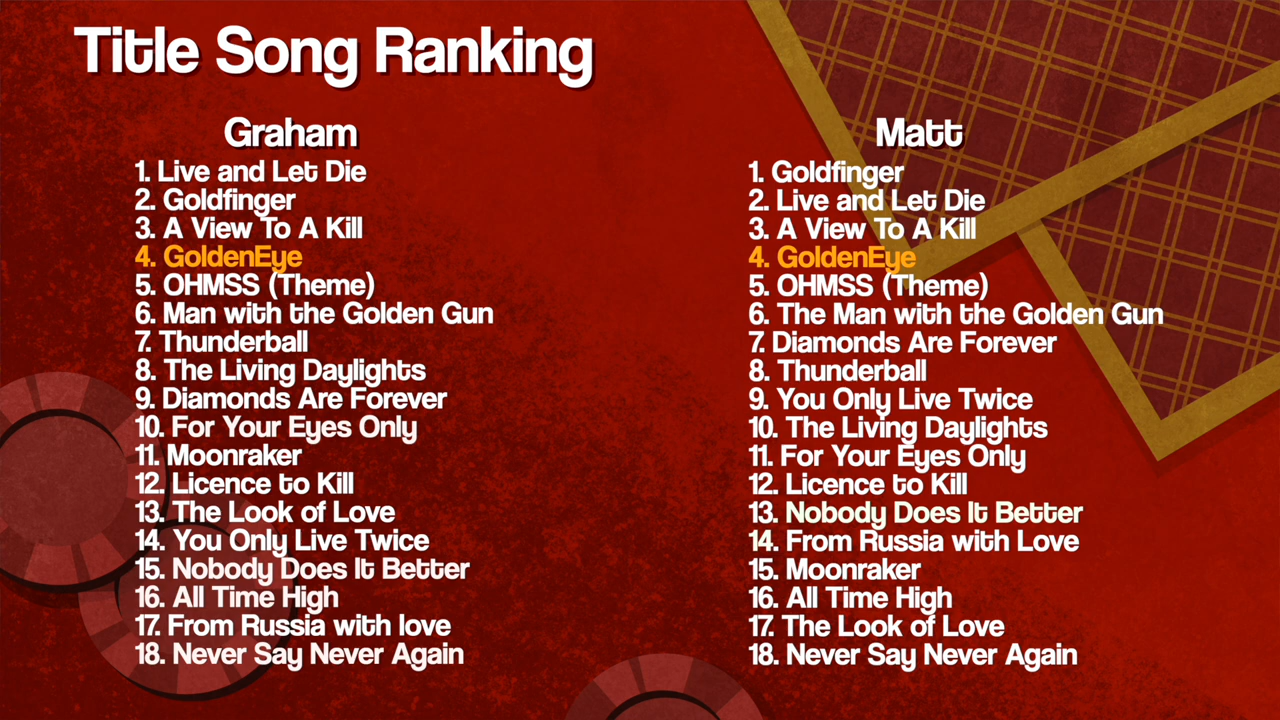 Title Song Ranking
Graham
1. Live and Let Die
2. Goldfinger
3. A View To A Kill
4. GoldenEye
5. OHMSS (Theme)
6. Man with the Golden Gun
7. Thunderball
8. The Living Daylights
9. Diamonds Are Forever
10. For Your Eyes Only
11. Moonraker
12. Licence to Kill
13. The Look of Love
14. You Only Live Twice
15. Nobody Does It Better
16. All Time High
17. From Russia with love
18. Never Say Never Again
Matt
1. Goldfinger
2. Live and Let Die
3. A View To A Kill
4. GoldenEye
5. OHMSS (Theme)
6. The Man with the Golden Gun
7. Diamonds Are Forever
8. Thunderball
9. You Only Live Twice
10. The Living Daylights
11. For Your Eyes Only
12. Licence to Kill
13. Nobody Does It Better
14. From Russia with Love
15. Moonraker
16. All Time High
17. The Look of Love
18. Never Say Never Again